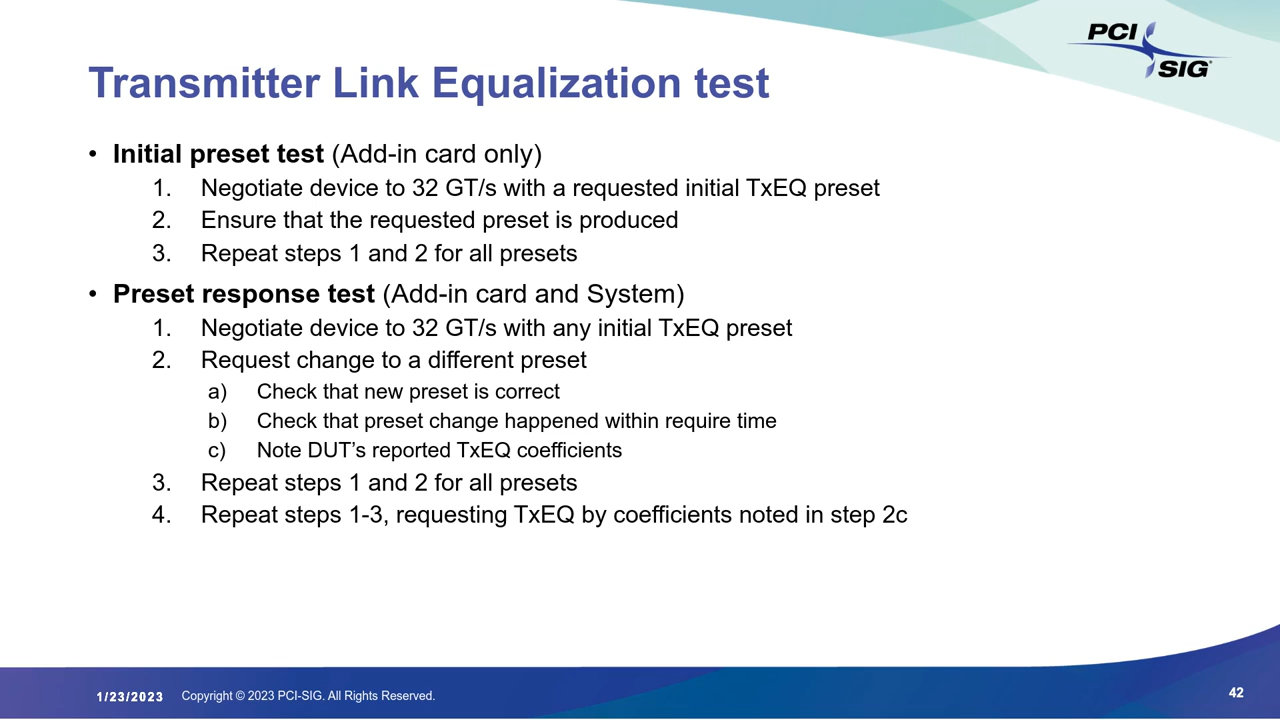 PCI
SIG®
Transmitter Link Equalization test
• Initial preset test (Add-in card only)
1. Negotiate device to 32 GT/s with a requested initial TxEQ preset
2. Ensure that the requested preset is produced
3. Repeat steps 1 and 2 for all presets
• Preset response test (Add-in card and System)
1. Negotiate device to 32 GT/s with any initial TxEQ preset
2. Request change to a different preset
a) Check that new preset is correct
b) Check that preset change happened within require time
c) Note DUT’s reported TxEQ coefficients
3. Repeat steps 1 and 2 for all presets
4. Repeat steps 1-3, requesting TxEQ by coefficients noted in step 2c
1/23/2023 Copyright © 2023 PCI-SIG. All Rights Reserved. 42